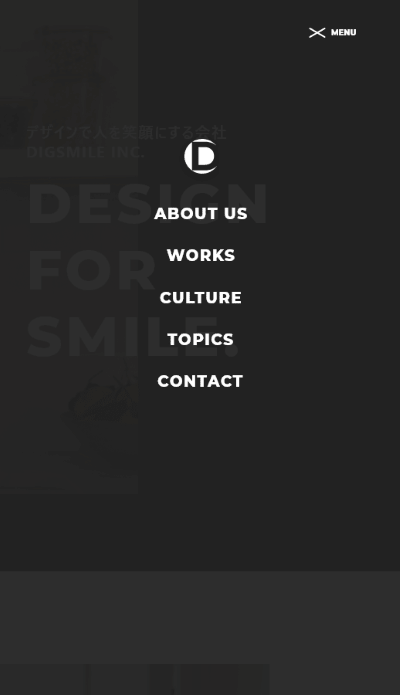 MENU
デザインで人を笑顔にする会社
DIGSMILE INC.
D
DESIGN
FOR
SMILE.
ABOUT US
WORKS
CULTURE
TOPICS
CONTACT